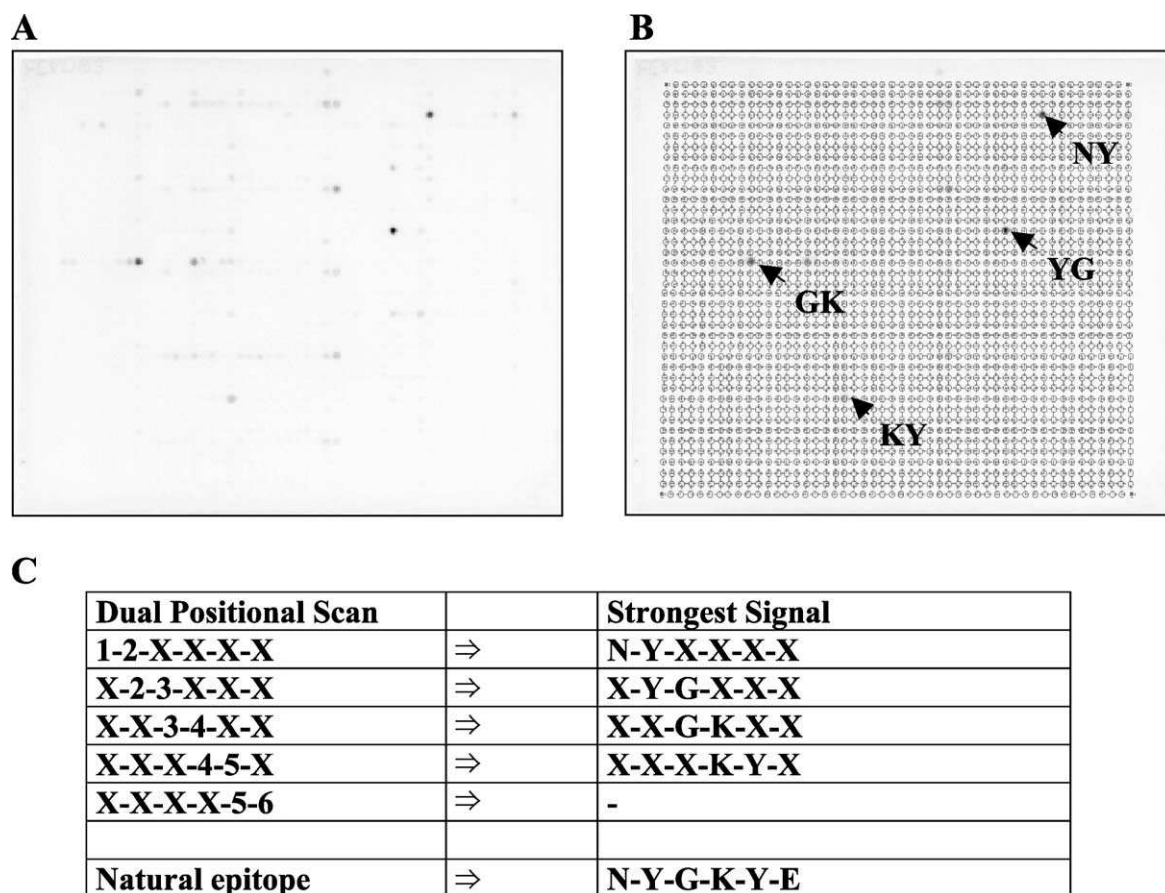 A
B
NY
YG
GK
KY
C
Dual Positional Scan ⇒ Strongest Signal
1-2-X-X-X-X ⇒ N-Y-X-X-X-X
X-2-3-X-X-X ⇒ X-Y-G-X-X-X
X-X-3-4-X-X ⇒ X-X-G-K-X-X
X-X-X-4-5-X ⇒ X-X-X-K-Y-X
X-X-X-X-5-6 ⇒ -
Natural epitope ⇒ N-Y-G-K-Y-E